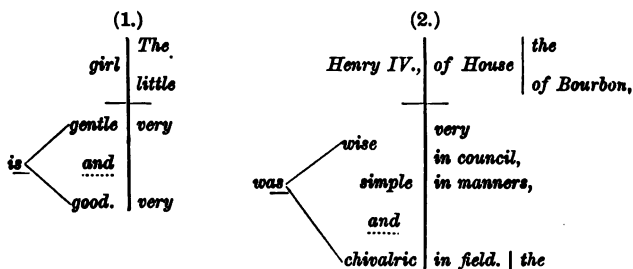 (1.) (2.)
The
girl
little
gentle very
is and
good. very
the
Henry IV., of House
of Bourbon,
very
wise
in council,
was simple in manners,
and
chivalric in field. the